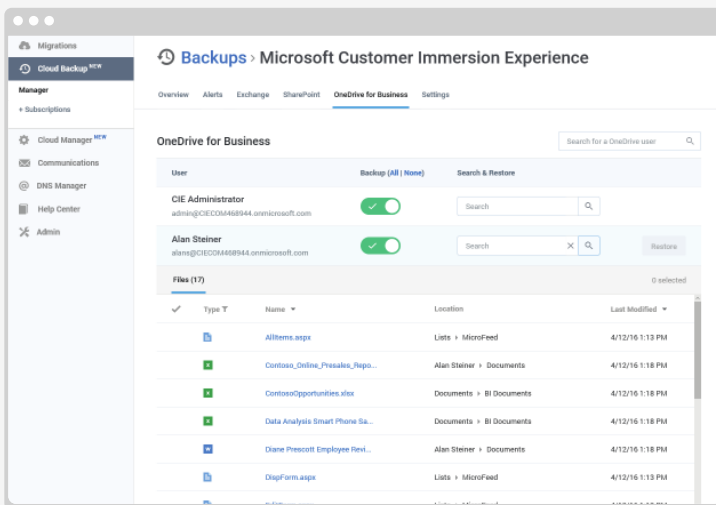 Migrations
Cloud Backup NEW
Manager
+ Subscriptions
Cloud Manager NEW
Communications
DNS Manager
Help Center
Admin
Backups › Microsoft Customer Immersion Experience
Overview Alerts Exchange SharePoint OneDrive for Business Settings
OneDrive for Business
Search for a OneDrive user
User Backup (All | None) Search & Restore
CIE Administrator
admin@CIECOM468944.onmicrosoft.com
Search
Alan Steiner
alans@CIECOM468944.onmicrosoft.com
Search
Restore
Files (17) 0 selected
Type Name Location Last Modified
AllItems.aspx Lists › MicroFeed 4/12/16 1:13 PM
Contoso_Online_Presales_Repo... Alan Steiner › Documents 4/12/16 1:18 PM
ContosoOpportunities.xlsx Documents › BI Documents 4/12/16 1:18 PM
Data Analysis Smart Phone Sa... Documents › BI Documents 4/12/16 1:18 PM
Diane Prescott Employee Revi... Alan Steiner › Documents 4/12/16 1:18 PM
DispForm.aspx Lists › MicroFeed 4/12/16 1:13 PM